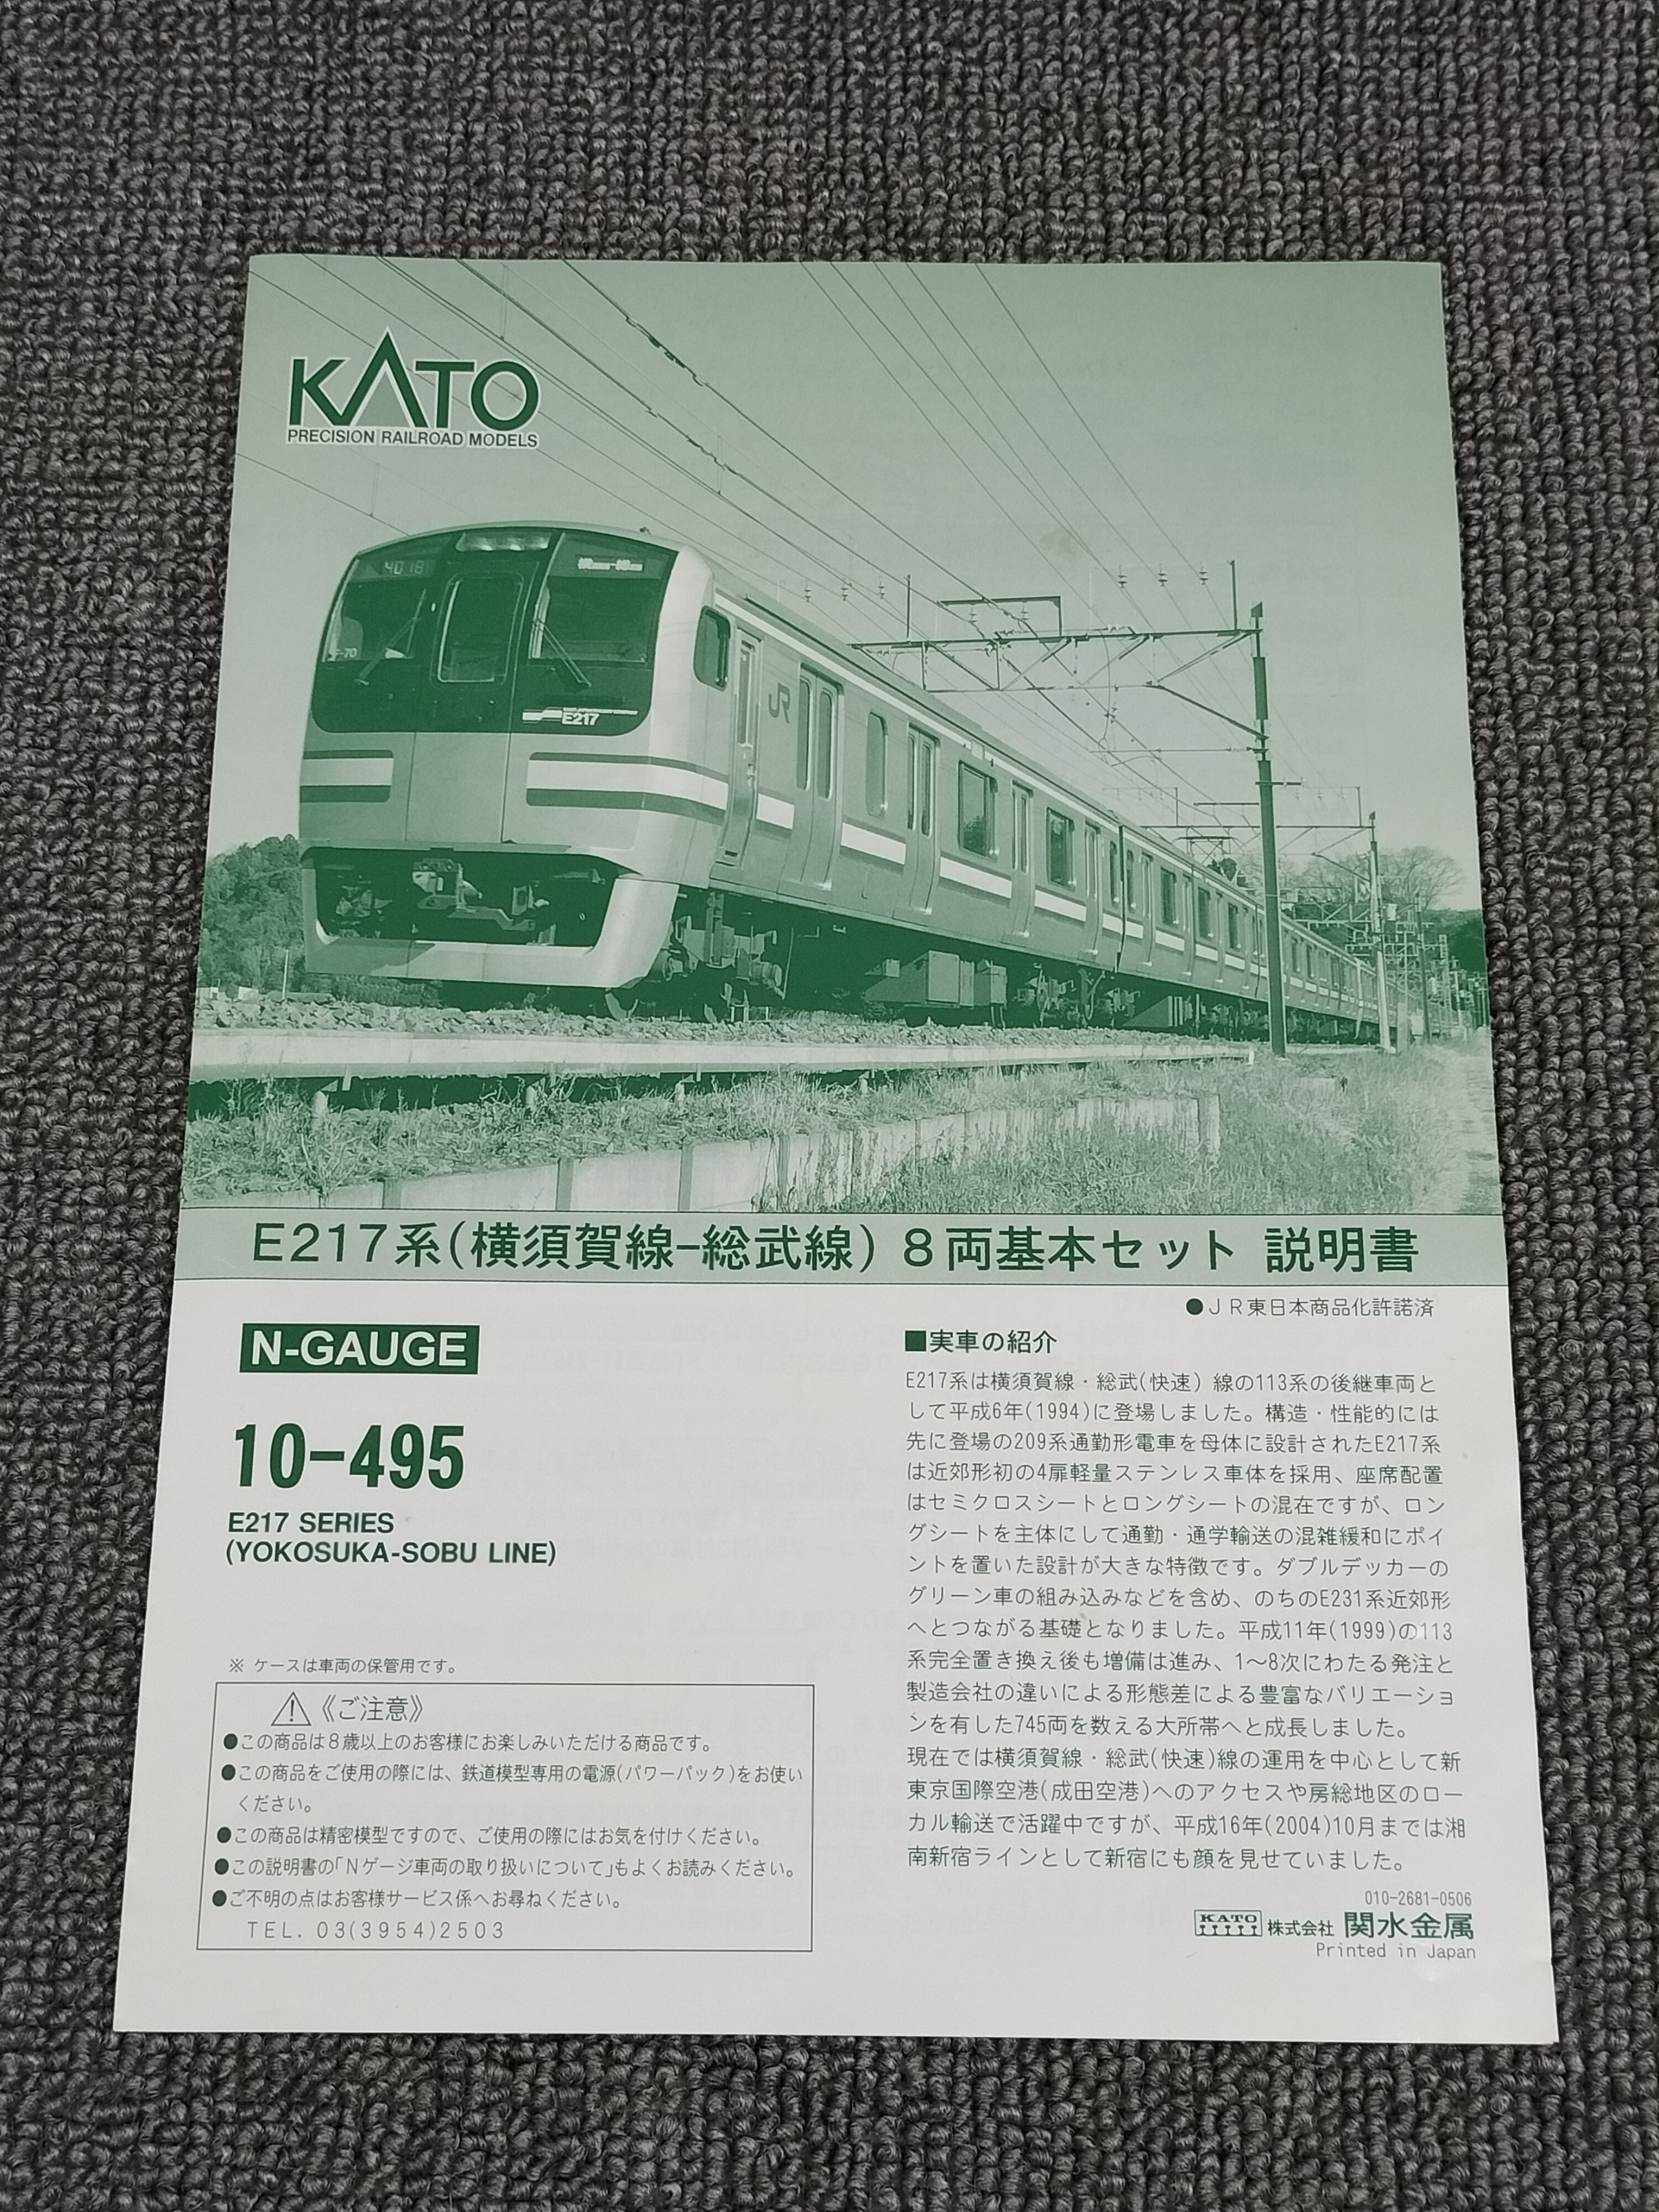 KATO
PRECISION RAILROAD MODELS
JR
E217
E217系(横須賀線−総武線) 8両基本セット 説明書
●JR東日本商品化許諾済
N-GAUGE
10-495
E217 SERIES
(YOKOSUKA-SOBU LINE)
※ ケースは車両の保管用です。
⚠《ご注意》
●この商品は8歳以上のお客様にお楽しみいただける商品です。
●この商品をご使用の際には、鉄道模型専用の電源(パワーパック)をお使い
ください。
●この商品は精密模型ですので、ご使用の際にはお気を付けください。
●この説明書の「Nゲージ車両の取り扱いについて」もよくお読みください。
●ご不明の点はお客様サービス係へお尋ねください。
TEL. 03(3954)2503
■実車の紹介
E217系は横須賀線・総武(快速) 線の113系の後継車両と
して平成6年(1994)に登場しました。構造・性能的には
先に登場の209系通勤形電車を母体に設計されたE217系
は近郊形初の4扉軽量ステンレス車体を採用、座席配置
はセミクロスシートとロングシートの混在ですが、ロン
グシートを主体にして通勤・通学輸送の混雑緩和にポイ
ントを置いた設計が大きな特徴です。ダブルデッカーの
グリーン車の組み込みなどを含め、のちのE231系近郊形
へとつながる基礎となりました。平成11年(1999)の113
系完全置き換え後も増備は進み、1〜8次にわたる発注と
製造会社の違いによる形態差による豊富なバリエーショ
ンを有した745両を数える大所帯へと成長しました。
現在では横須賀線・総武(快速)線の運用を中心として新
東京国際空港(成田空港)へのアクセスや房総地区のロー
カル輸送で活躍中ですが、平成16年(2004)10月までは湘
南新宿ラインとして新宿にも顔を見せていました。
010-2681-0506
KATO 株式会社 関水金属
Printed in Japan